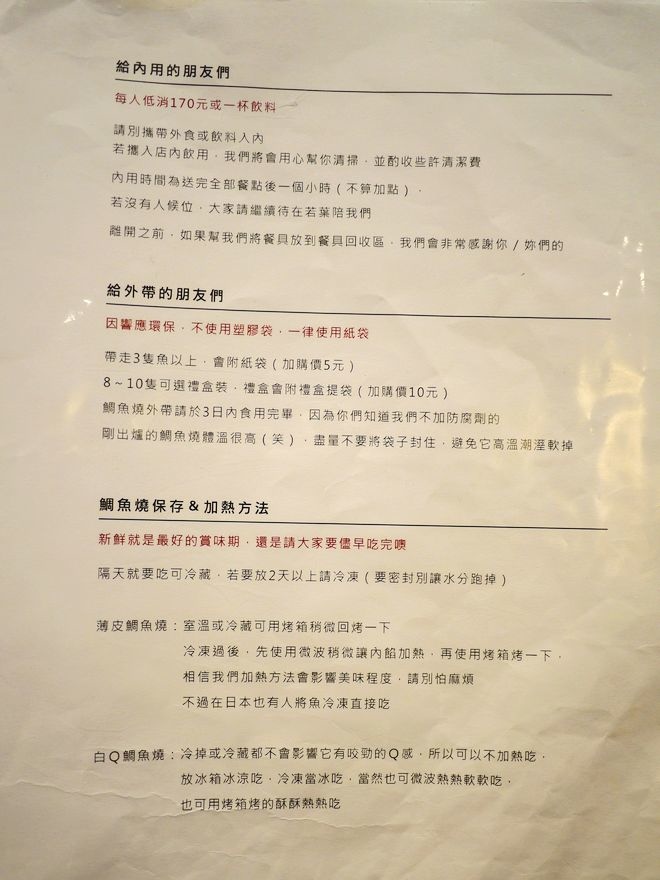 給內用的朋友們
每人低消170元或一杯飲料
請別攜帶外食或飲料入內
若攜入店內飲用，我們將會用心幫你清掃，並酌收些許清潔費
內用時間為送完全部餐點後一個小時（不算加點），
若沒有人候位，大家請繼續待在若葉陪我們
離開之前，如果幫我們將餐具放到餐具回收區，我們會非常感謝你 / 妳們的
給外帶的朋友們
因響應環保，不使用塑膠袋，一律使用紙袋
帶走3隻魚以上，會附紙袋（加購價5元）
8～10隻可選禮盒裝，禮盒會附禮盒提袋（加購價10元）
鯛魚燒外帶請於3日內食用完畢，因為你們知道我們不加防腐劑的
剛出爐的鯛魚燒體溫很高（笑），盡量不要將袋子封住，避免它高溫潮溼軟掉
鯛魚燒保存＆加熱方法
新鮮就是最好的賞味期，還是請大家要儘早吃完噢
隔天就要吃可冷藏，若要放2天以上請冷凍（要密封別讓水分跑掉）
薄皮鯛魚燒：室溫或冷藏可用烤箱稍微回烤一下
冷凍過後，先使用微波稍微讓內餡加熱，再使用烤箱烤一下，
相信我們加熱方法會影響美味程度，請別怕麻煩
不過在日本也有人將魚冷凍直接吃
白Q鯛魚燒：冷掉或冷藏都不會影響它有咬勁的Q感，所以可以不加熱吃，
放冰箱冰涼吃，冷凍當冰吃，當然也可微波熱熱軟軟吃，
也可用烤箱烤的酥酥熱熱吃